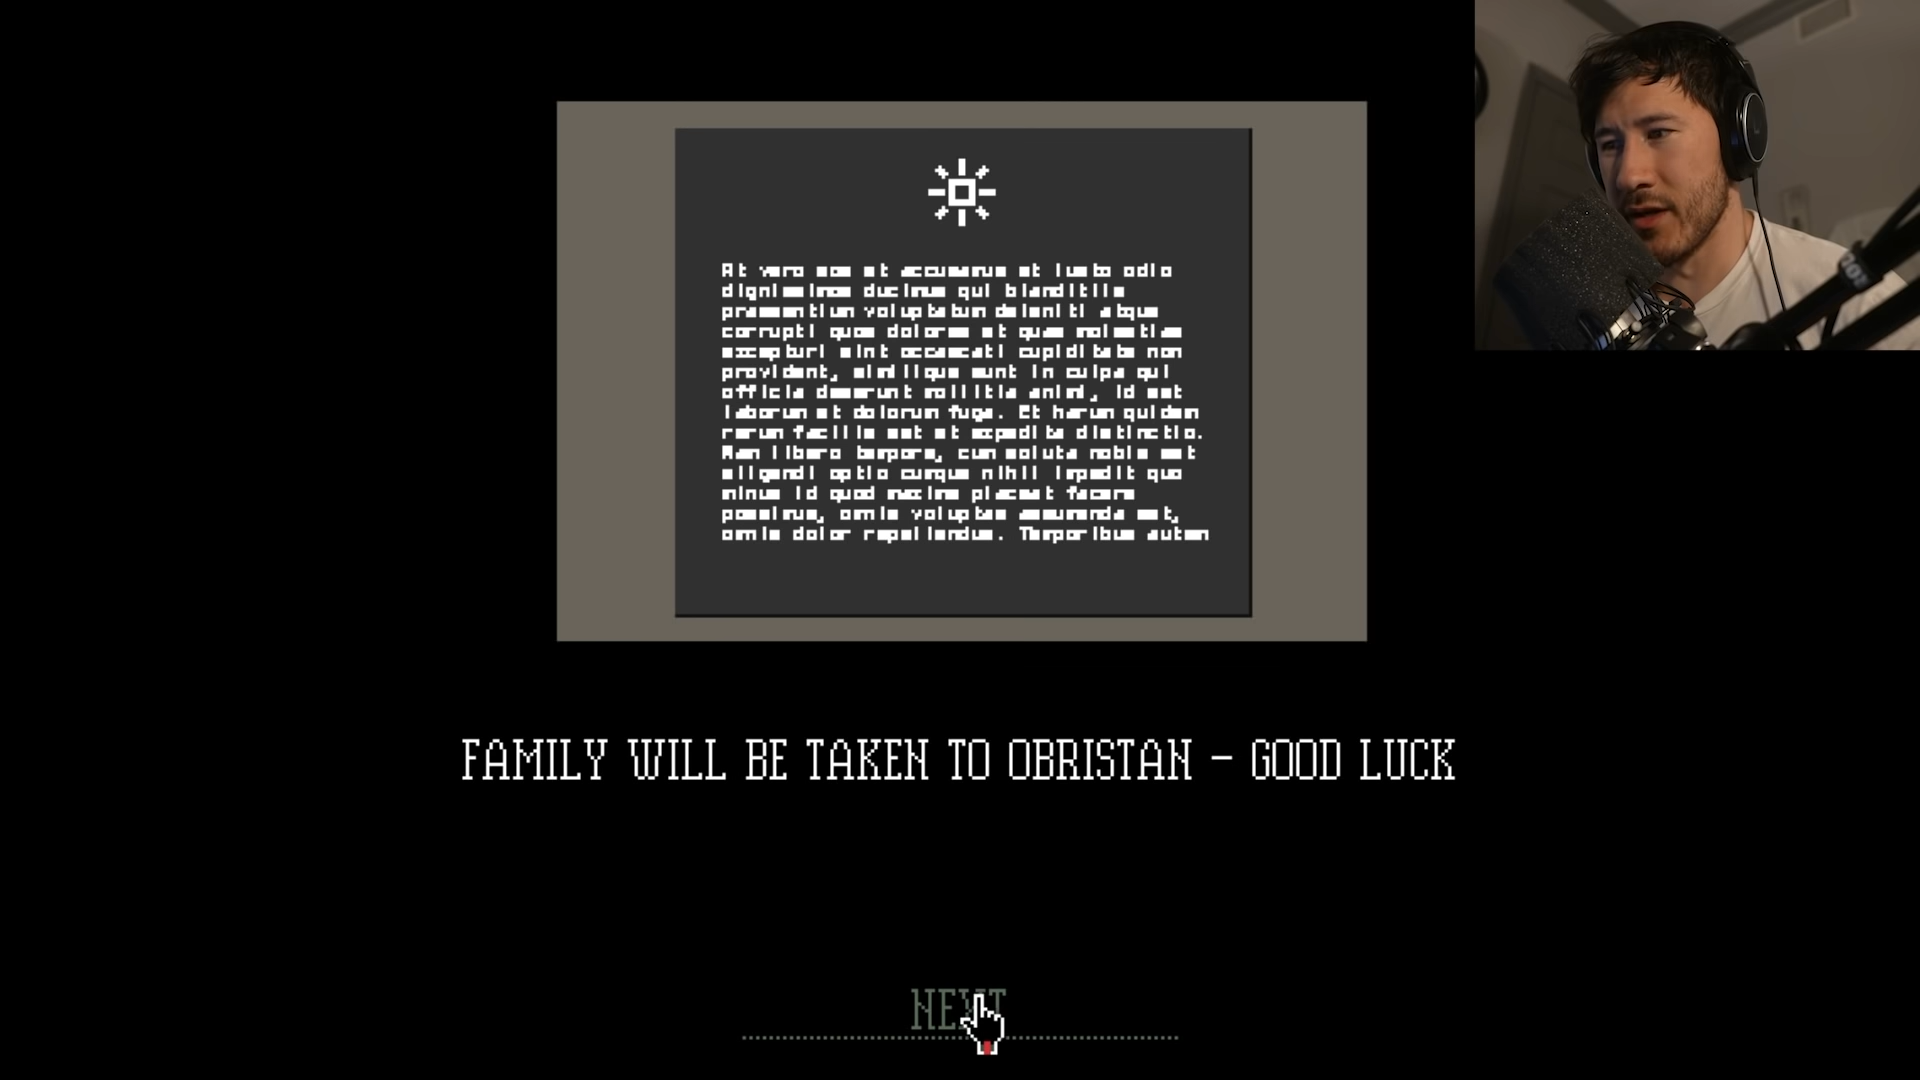 At vero eos et accusamus et iusto odio
dignissimos ducimus qui blanditiis
praesentium voluptatum deleniti atque
corrupti quos dolores et quas molestias
excepturi sint occaecati cupiditate non
provident, similique sunt in culpa qui
officia deserunt mollitia animi, id est
laborum et dolorum fuga. Et harum quidem
rerum facilis est et expedita distinctio.
Nam libero tempore, cum soluta nobis est
eligendi optio cumque nihil impedit quo
minus id quod maxime placeat facere
possimus, omnis voluptas assumenda est,
omnis dolor repellendus. Temporibus autem
FAMILY WILL BE TAKEN TO OBRISTAN - GOOD LUCK
NEXT